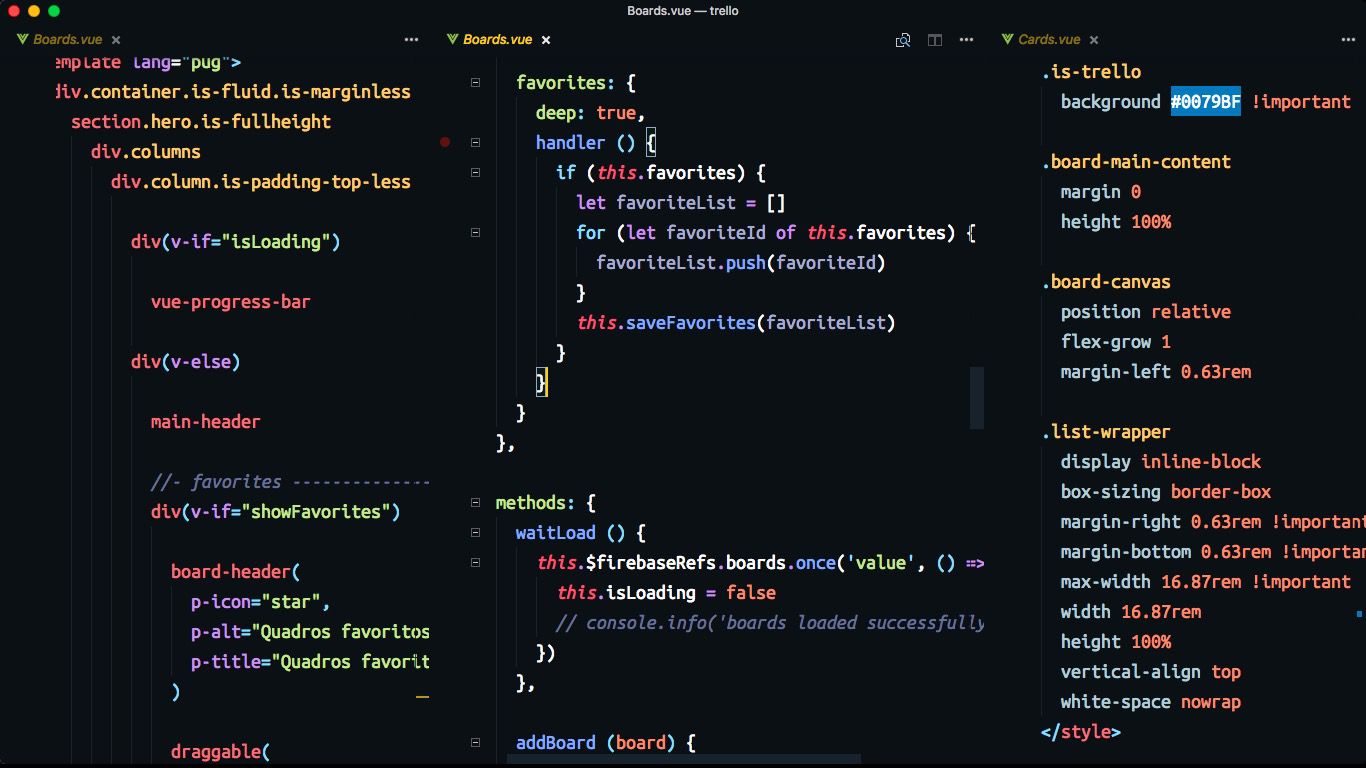 Boards.vue — trello
Boards.vue
emplate lang="pug">
div.container.is-fluid.is-marginless
section.hero.is-fullheight
div.columns
div.column.is-padding-top-less
div(v-if="isLoading")
vue-progress-bar
div(v-else)
main-header
//- favorites --------------
div(v-if="showFavorites")
board-header(
p-icon="star",
p-alt="Quadros favoritos
p-title="Quadros favorit
)
draggable(
Boards.vue
favorites: {
deep: true,
handler () {
if (this.favorites) {
let favoriteList = []
for (let favoriteId of this.favorites) {
favoriteList.push(favoriteId)
}
this.saveFavorites(favoriteList)
}
}
}
},
methods: {
waitLoad () {
this.$firebaseRefs.boards.once('value', () =>
this.isLoading = false
// console.info('boards loaded successfully
})
},
addBoard (board) {
Cards.vue
.is-trello
background #0079BF !important
.board-main-content
margin 0
height 100%
.board-canvas
position relative
flex-grow 1
margin-left 0.63rem
.list-wrapper
display inline-block
box-sizing border-box
margin-right 0.63rem !important
margin-bottom 0.63rem !importan
max-width 16.87rem !important
width 16.87rem
height 100%
vertical-align top
white-space nowrap
</style>